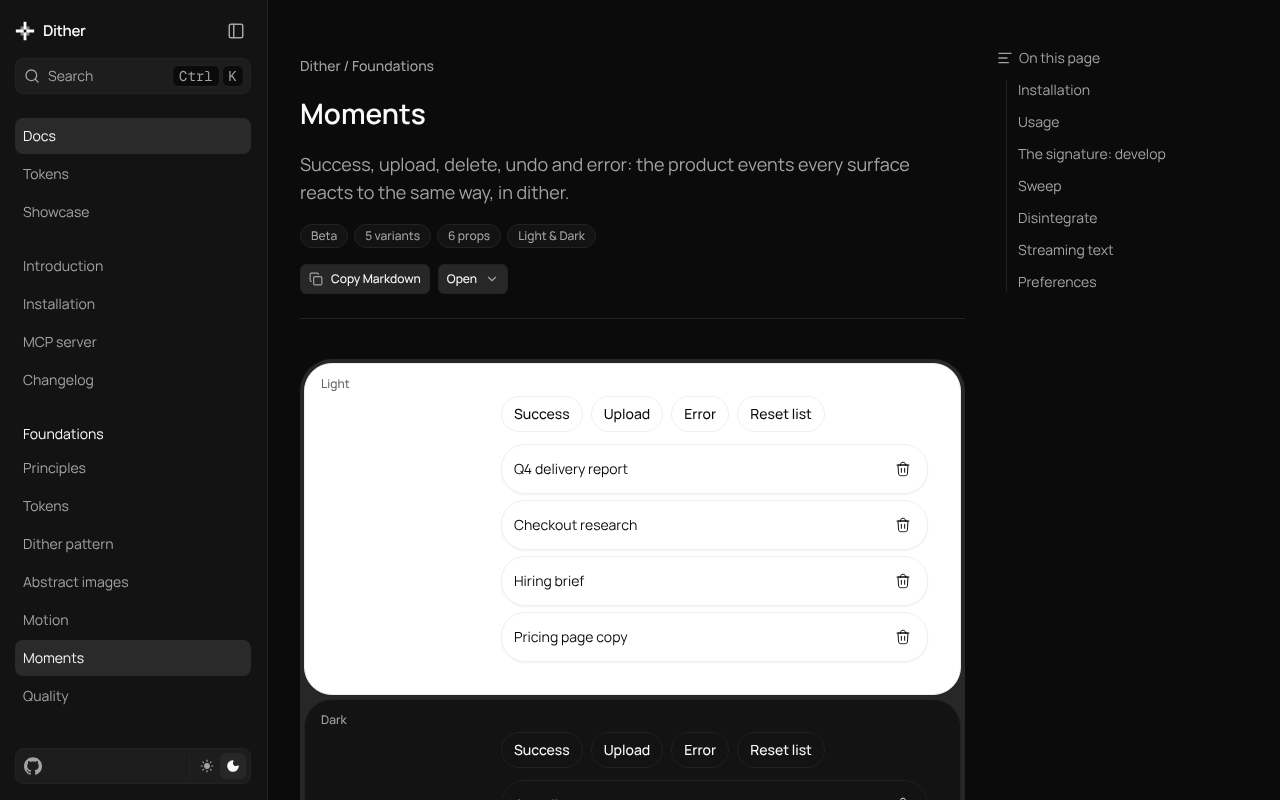 Dither
Search Ctrl K
Docs
Tokens
Showcase
Introduction
Installation
MCP server
Changelog
Foundations
Principles
Tokens
Dither pattern
Abstract images
Motion
Moments
Quality
Dither / Foundations
Moments
Success, upload, delete, undo and error: the product events every surface
reacts to the same way, in dither.
Beta 5 variants 6 props Light & Dark
Copy Markdown Open
Light
Success Upload Error Reset list
Q4 delivery report
Checkout research
Hiring brief
Pricing page copy
Dark
Success Upload Error Reset list
On this page
Installation
Usage
The signature: develop
Sweep
Disintegrate
Streaming text
Preferences